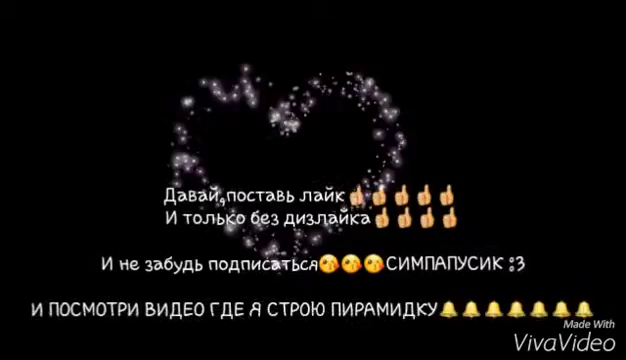 Давай,поставь лайк👍👍👍👍👍
И только без дизлайка👍👍👍👍
И не забудь подписаться😘😘😘СИМПАПУСИК :3
И ПОСМОТРИ ВИДЕО ГДЕ Я СТРОЮ ПИРАМИДКУ🔔🔔🔔🔔🔔🔔🔔
Made With
VivaVideo